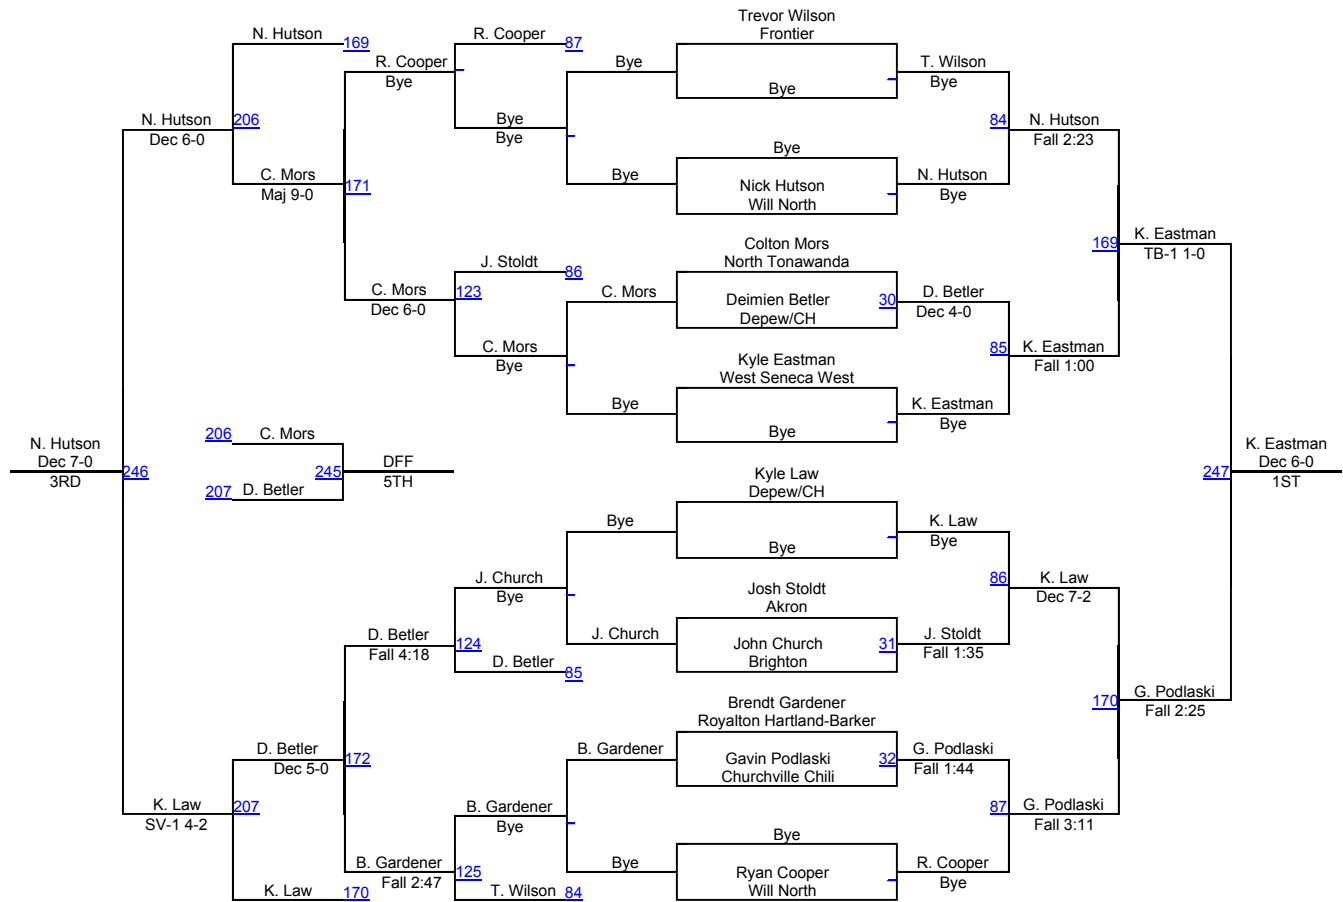 Trevor Wilson
Frontier
N. Hutson
169
R. Cooper
87
R. Cooper
Bye
Bye
Bye
T. Wilson
Bye
N. Hutson
Dec 6-0
206
Bye
Bye
84
N. Hutson
Fall 2:23
Bye
C. Mors
Maj 9-0
171
Bye
Nick Hutson
Will North
N. Hutson
Bye
Colton Mors
North Tonawanda
169
K. Eastman
TB-1 1-0
J. Stoldt
86
C. Mors
Dec 6-0
123
C. Mors
Deimien Betler
Depew/CH
30
D. Betler
Dec 4-0
C. Mors
Bye
85
K. Eastman
Fall 1:00
Kyle Eastman
West Seneca West
Bye
Bye
K. Eastman
Bye
206
C. Mors
N. Hutson
Dec 7-0
3RD
246
245
DFF
5TH
207
D. Betler
247
K. Eastman
Dec 6-0
1ST
Kyle Law
Depew/CH
Bye
Bye
K. Law
Bye
J. Church
Bye
86
K. Law
Dec 7-2
Josh Stoldt
Akron
D. Betler
Fall 4:18
124
J. Church
John Church
Brighton
31
J. Stoldt
Fall 1:35
D. Betler
85
170
G. Podlaski
Fall 2:25
Brendt Gardener
Royalton Hartland-Barker
D. Betler
Dec 5-0
172
B. Gardener
Gavin Podlaski
Churchville Chili
32
G. Podlaski
Fall 1:44
K. Law
SV-1 4-2
207
B. Gardener
Bye
87
G. Podlaski
Fall 3:11
Bye
B. Gardener
Fall 2:47
125
Bye
Ryan Cooper
Will North
R. Cooper
Bye
K. Law
170
T. Wilson
84